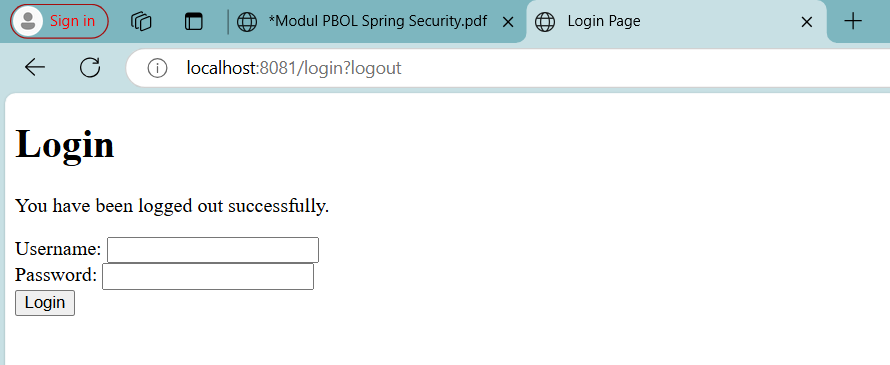 Sign in
*Modul PBOL Spring Security.pdf
Login Page
localhost:8081/login?logout
Login
You have been logged out successfully.
Username:
Password:
Login